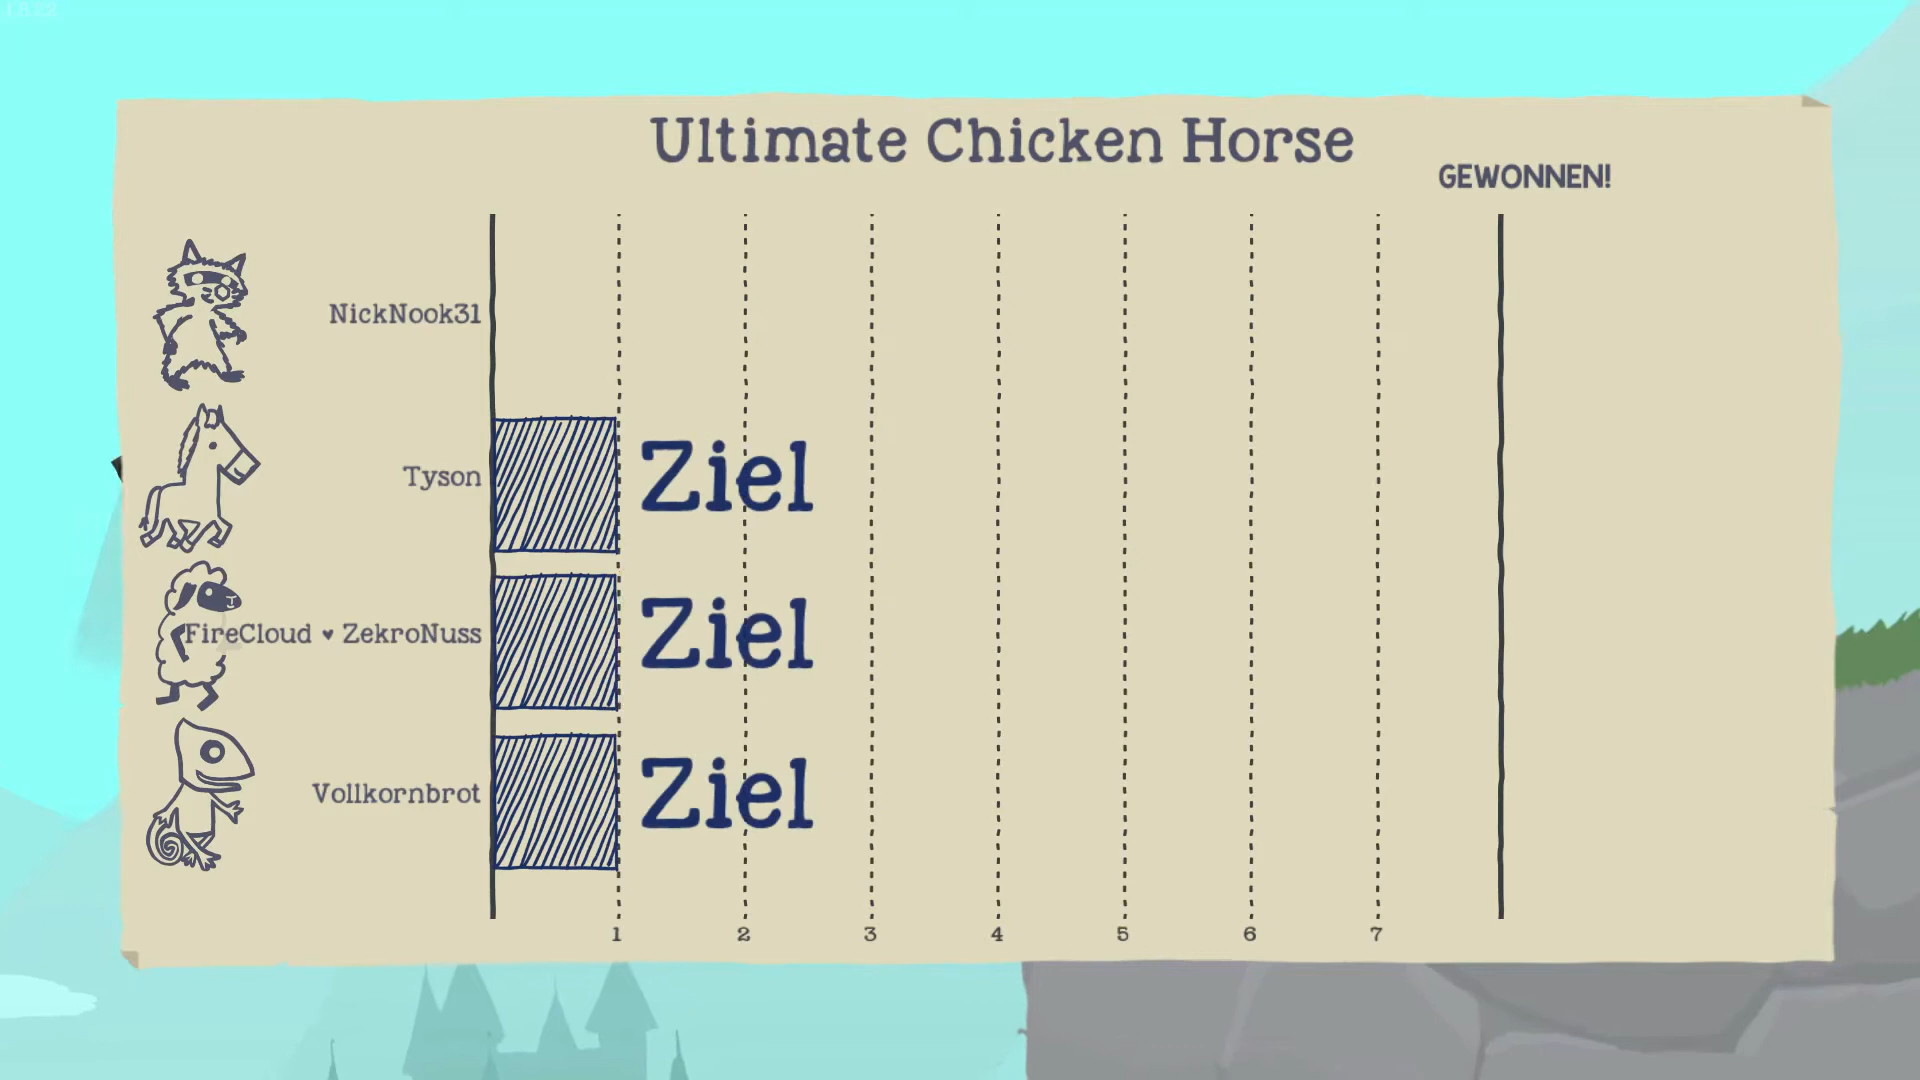 Ultimate Chicken Horse
GEWONNEN!
NickNook31
Tyson
Ziel
FireCloud ♥ ZekroNuss
Ziel
Vollkornbrot
Ziel
1 2 3 4 5 6 7